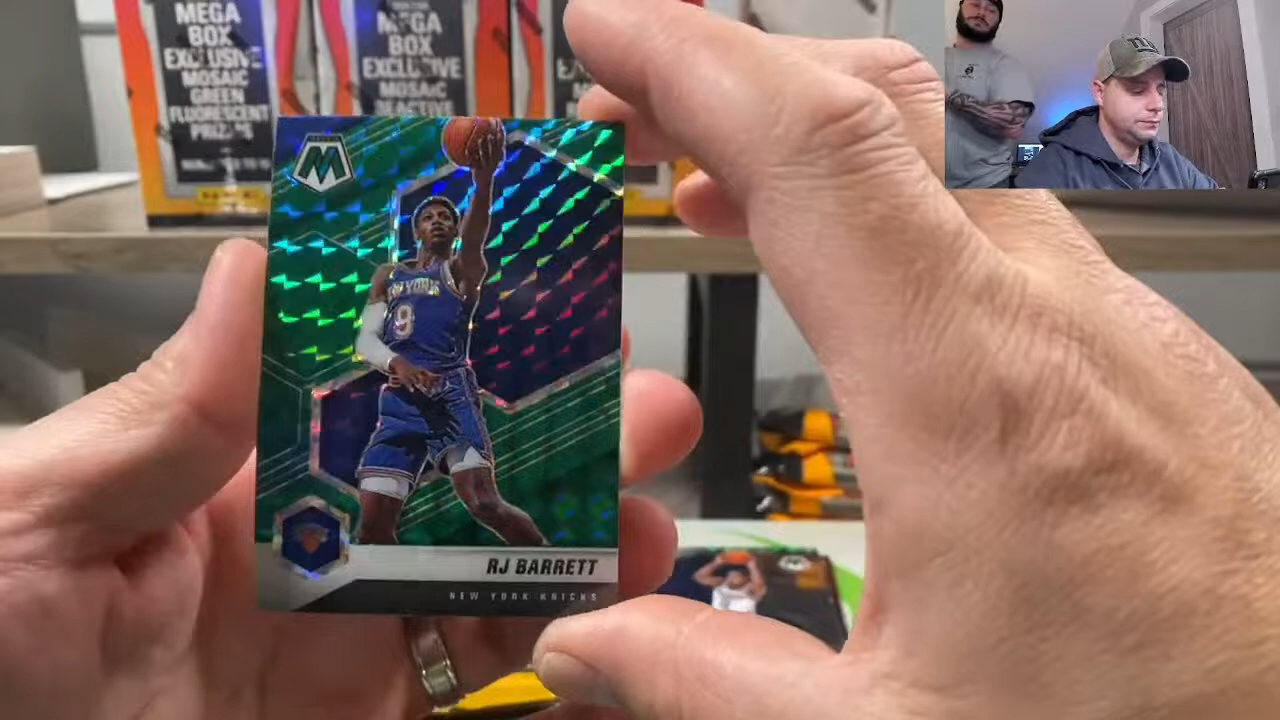 MEGA
BOX
EXCLUSIVE
MOSAIC
GREEN
FLUORESCENT
PRIZMS
PANINI
MEGA
BOX
EXCLUSIVE
MOSAIC
REACTIVE
M
NEW YORK
9
RJ BARRETT
NEW YORK KNICKS